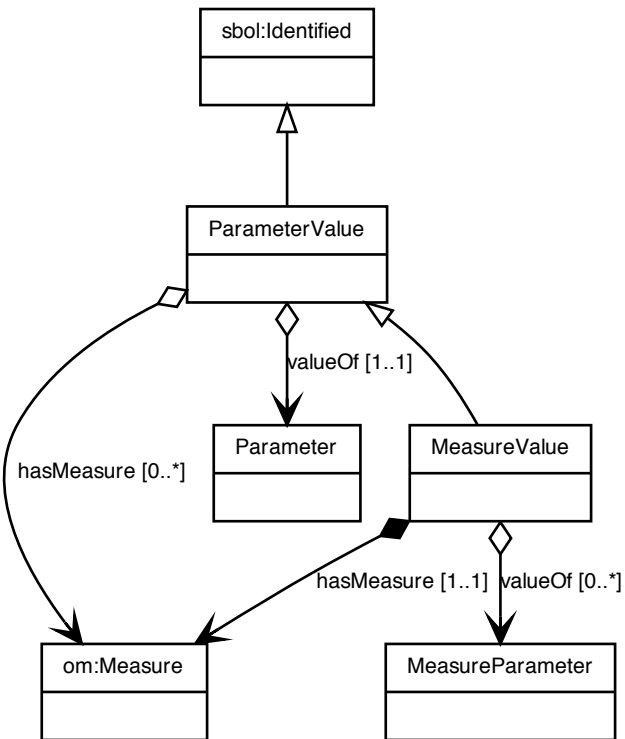 sbol:Identified
ParameterValue
valueOf [1..1]
Parameter
MeasureValue
hasMeasure [0..*]
hasMeasure [1..1]
valueOf [0..*]
om:Measure
MeasureParameter